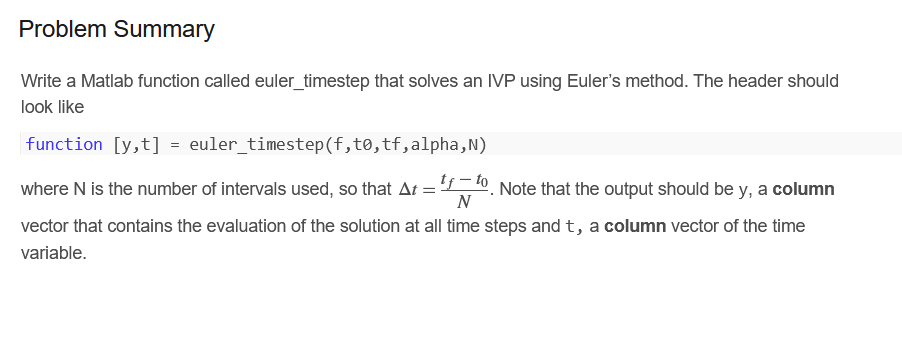 Problem Summary
Write a Matlab function called euler_timestep that solves an IVP using Euler’s method. The header should
look like
function [y,t] = euler_timestep(f,t0,tf,alpha,N)
where N is the number of intervals used, so that Δt = \frac{t_f − t_0}{N}. Note that the output should be y, a column
vector that contains the evaluation of the solution at all time steps and t, a column vector of the time
variable.